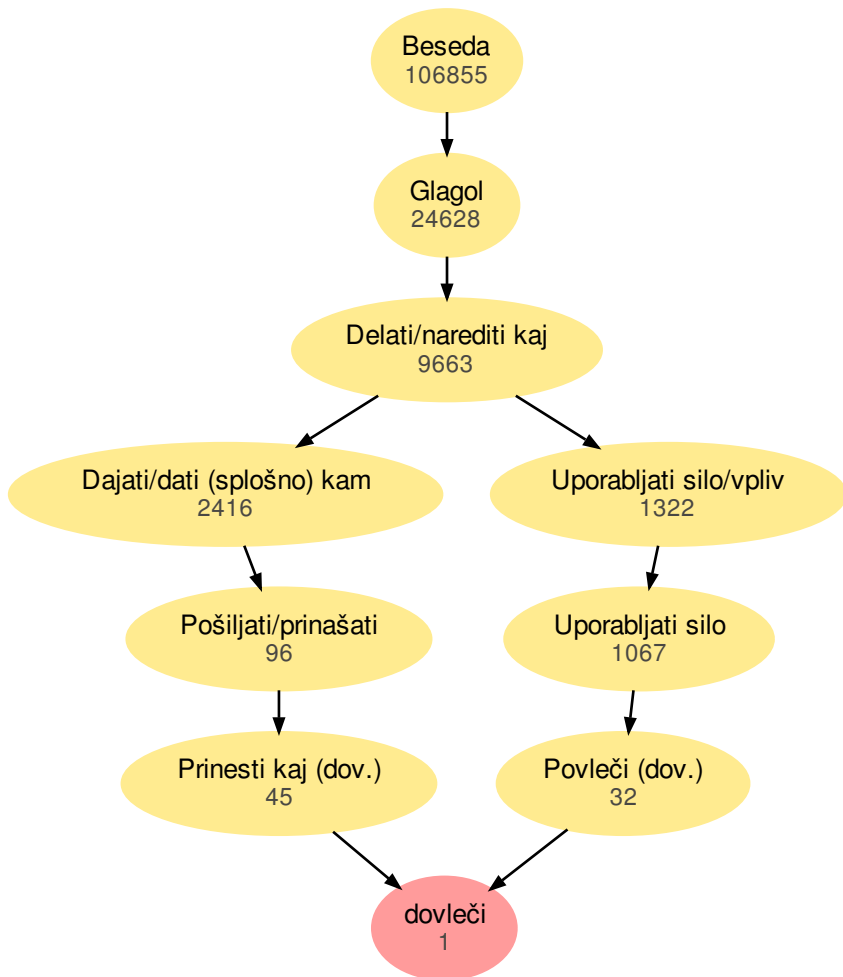 Beseda
106855
Glagol
24628
Delati/narediti kaj
9663
Dajati/dati (splošno) kam
2416
Uporabljati silo/vpliv
1322
Pošiljati/prinašati
96
Uporabljati silo
1067
Prinesti kaj (dov.)
45
Povleči (dov.)
32
dovleči
1